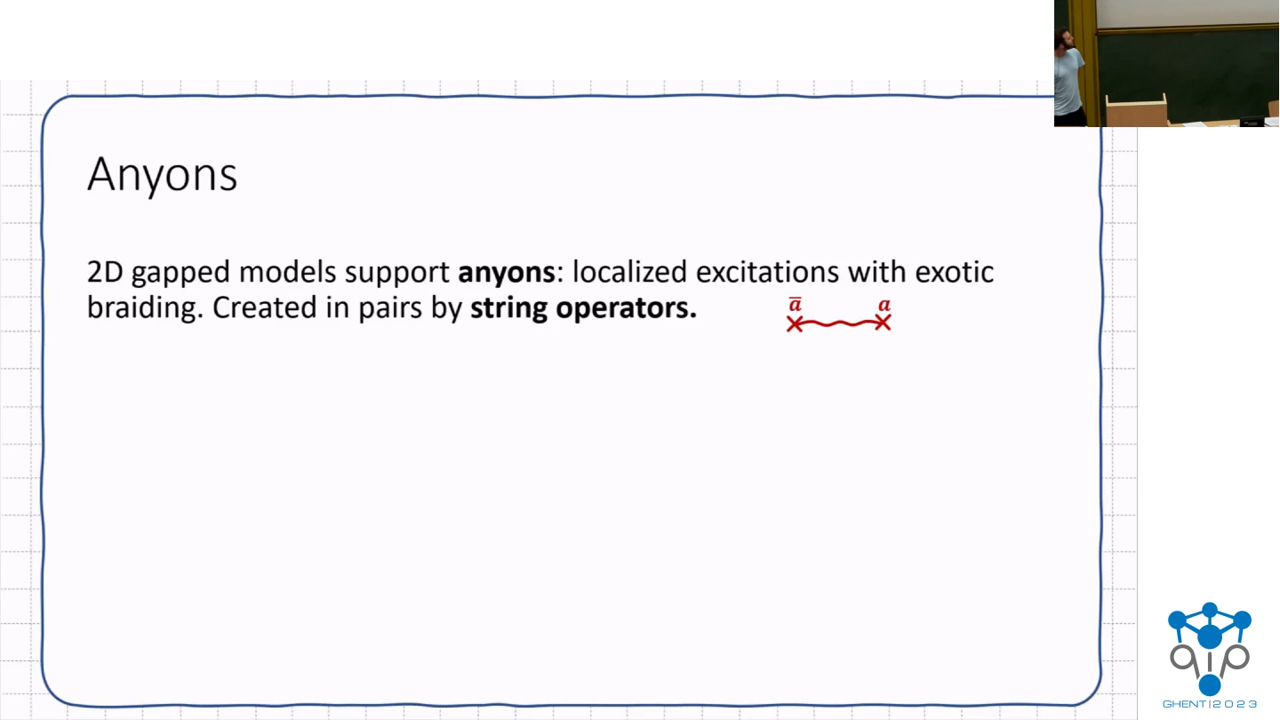 Anyons
2D gapped models support anyons: localized excitations with exotic
braiding. Created in pairs by string operators.
ā a
qip
GHENT|2023